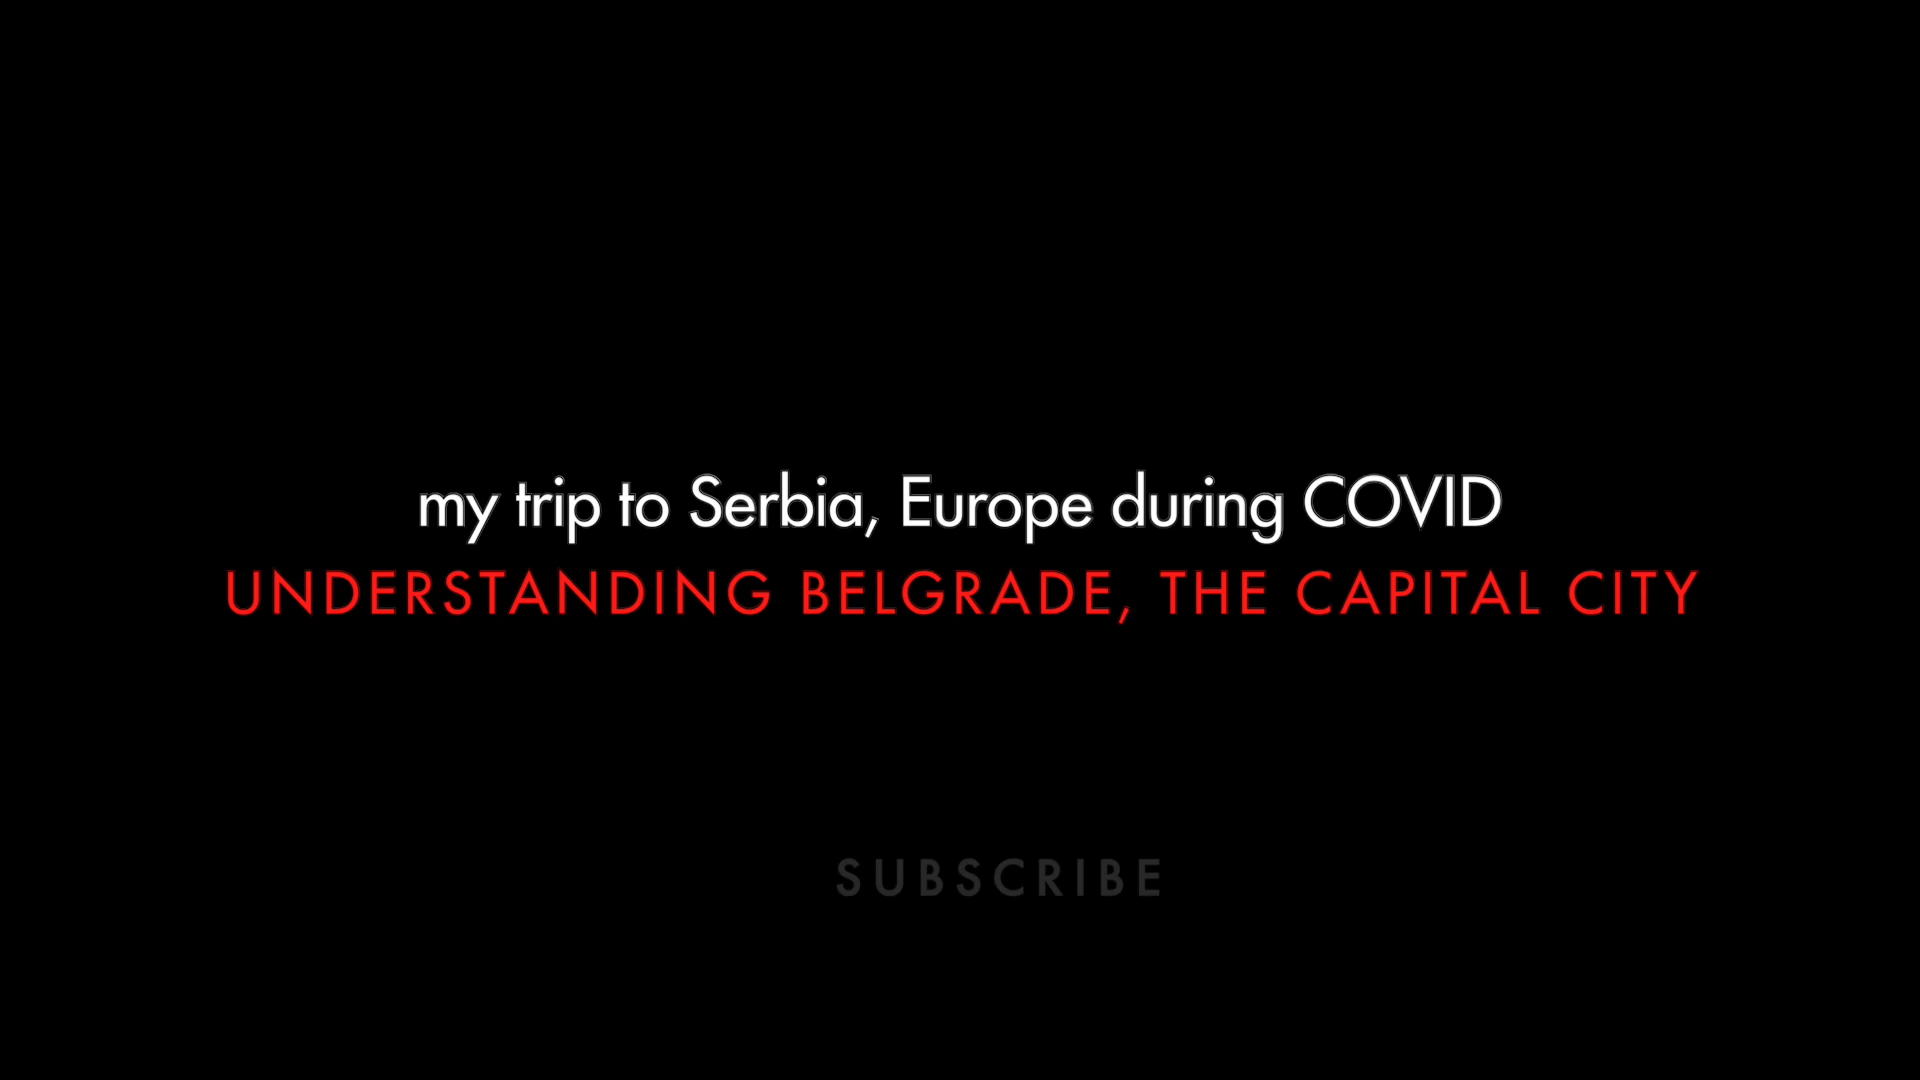 my trip to Serbia, Europe during COVID
UNDERSTANDING BELGRADE, THE CAPITAL CITY
SUBSCRIBE